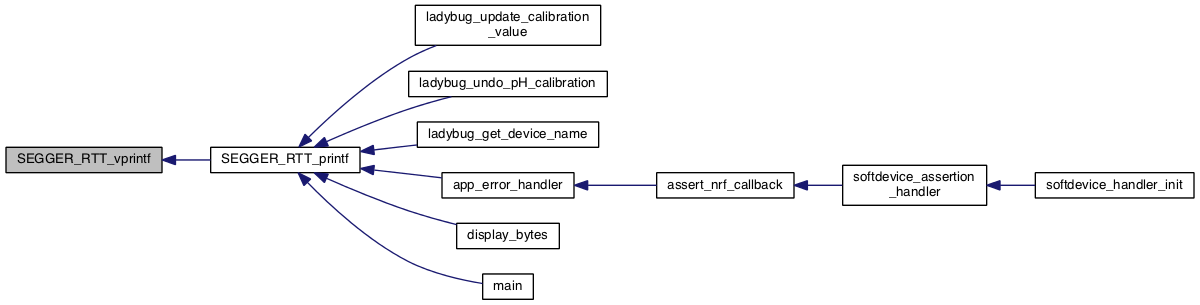 SEGGER_RTT_vprintf
SEGGER_RTT_printf
ladybug_update_calibration
_value
ladybug_undo_pH_calibration
ladybug_get_device_name
app_error_handler
display_bytes
main
assert_nrf_callback
softdevice_assertion
_handler
softdevice_handler_init